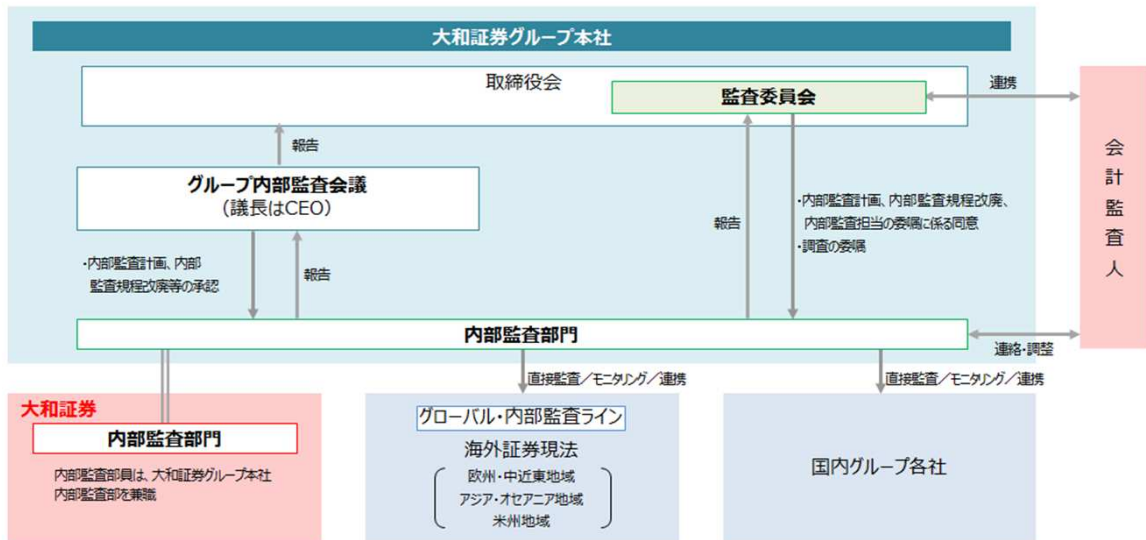 大和証券グループ本社
取締役会
監査委員会
連携
会計監査人
報告
グループ内部監査会議
(議長はCEO)
・内部監査計画、内部監査規程改廃、
内部監査担当の委嘱に係る同意
・調査の委嘱
報告
・内部監査計画、内部
監査規程改廃等の承認
報告
内部監査部門
連絡・調整
直接監査／モニタリング／連携
直接監査／モニタリング／連携
大和証券
内部監査部門
内部監査部員は、大和証券グループ本社
内部監査部を兼職
グローバル・内部監査ライン
海外証券現法
欧州・中近東地域
アジア・オセアニア地域
米州地域
国内グループ各社